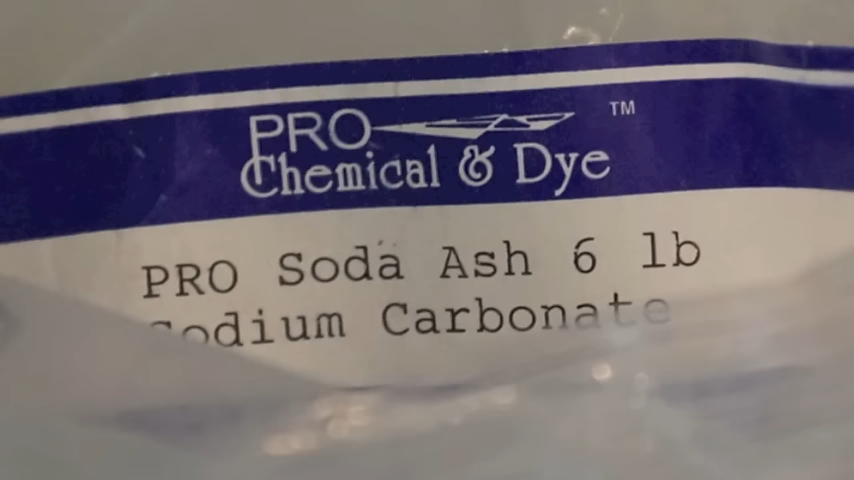 PRO
Chemical & Dye
TM
PRO Soda Ash 6 lb
Sodium Carbonate